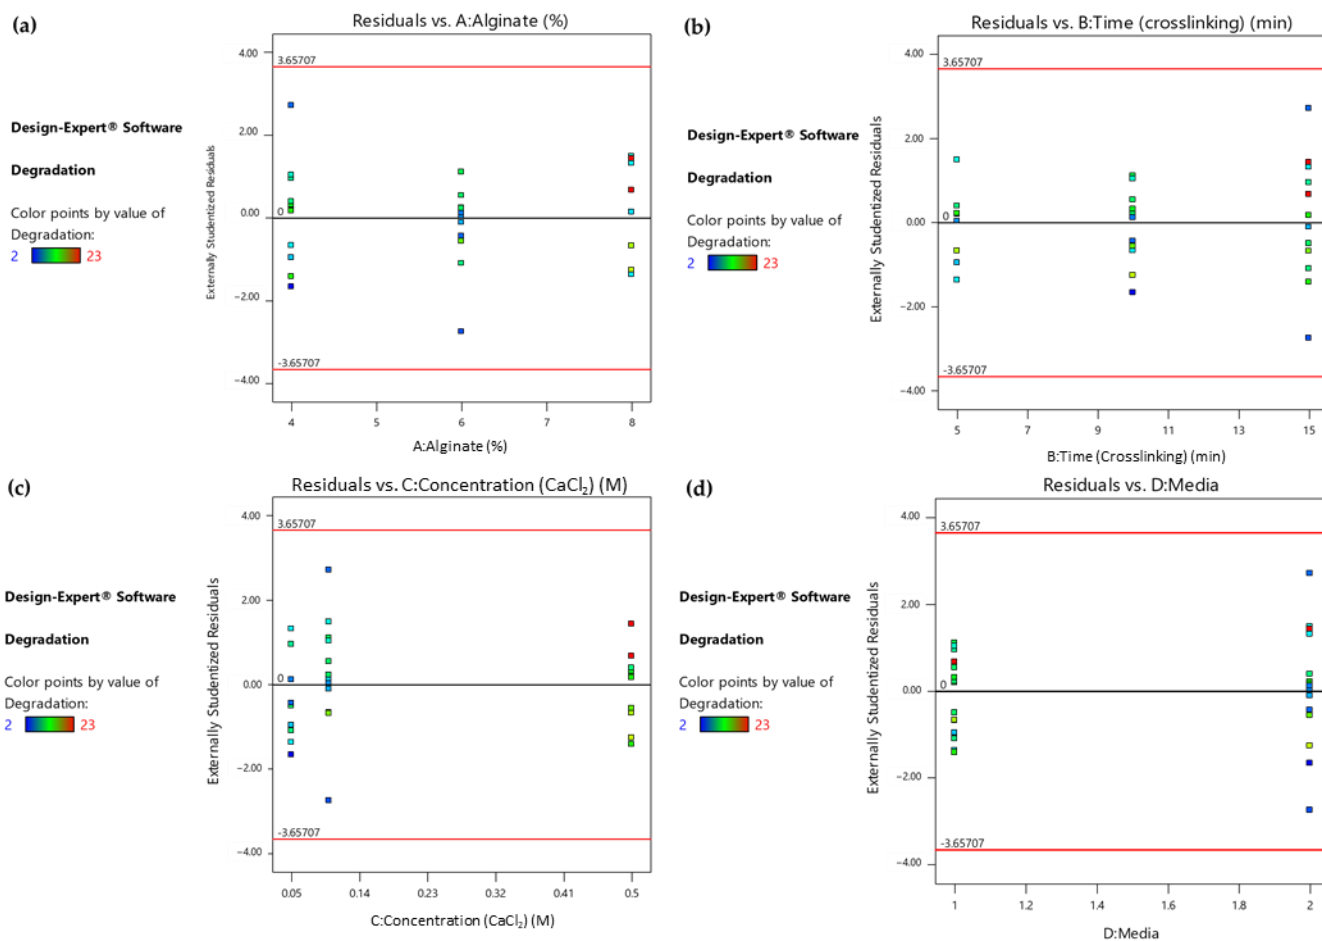 (a)
Residuals vs. A:Alginate (%)
Design-Expert® Software
Degradation
Color points by value of
Degradation:
2 23
Externally Studentized Residuals
4.00
2.00
0.00
−2.00
−4.00
3.65707
0
-3.65707
4 5 6 7 8
A:Alginate (%)
(b)
Residuals vs. B:Time (crosslinking) (min)
Design-Expert® Software
Degradation
Color points by value of
Degradation:
2 23
Externally Studentized Residuals
4.00
2.00
0.00
−2.00
−4.00
3.65707
0
-3.65707
5 7 9 11 13 15
B:Time (Crosslinking) (min)
(c)
Residuals vs. C:Concentration (CaCl₂) (M)
Design-Expert® Software
Degradation
Color points by value of
Degradation:
2 23
Externally Studentized Residuals
4.00
2.00
0.00
−2.00
−4.00
3.65707
0
-3.65707
0.05 0.14 0.23 0.32 0.41 0.5
C:Concentration (CaCl₂) (M)
(d)
Residuals vs. D:Media
Design-Expert® Software
Degradation
Color points by value of
Degradation:
2 23
Externally Studentized Residuals
4.00
2.00
0.00
−2.00
−4.00
3.65707
0
-3.65707
1 1.2 1.4 1.6 1.8 2
D:Media